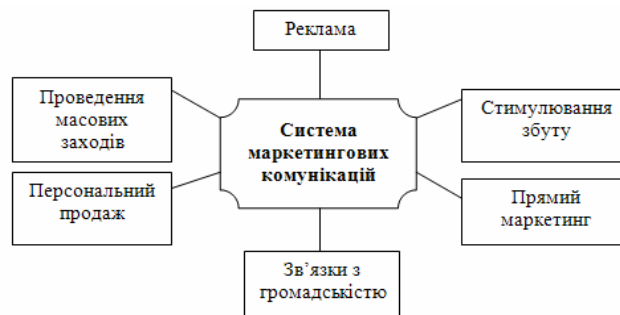 Реклама
Проведення
масових
заходів
Стимулювання
збуту
Система
маркетингових
комунікацій
Персональний
продаж
Прямий
маркетинг
Зв’язки з
громадськістю